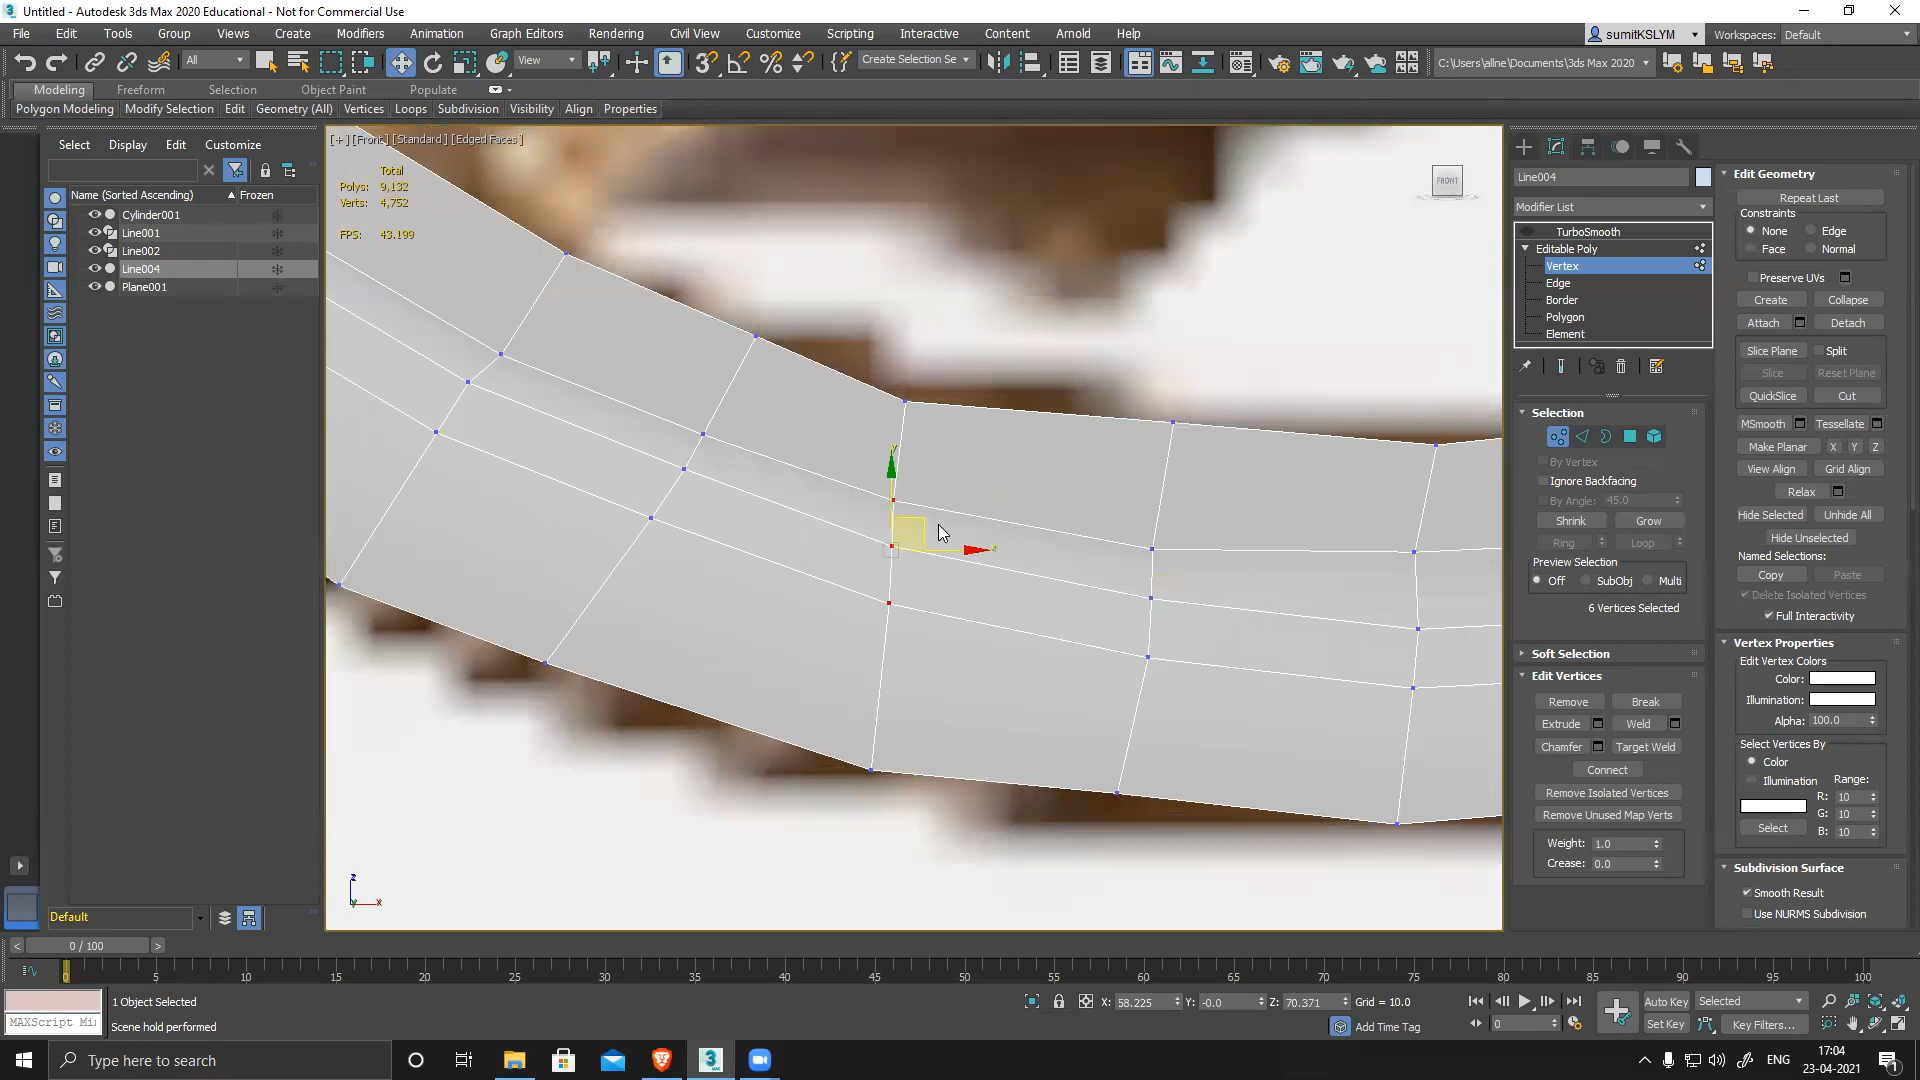 Untitled - Autodesk 3ds Max 2020 Educational - Not for Commercial Use
File Edit Tools Group Views Create Modifiers Animation Graph Editors Rendering Civil View Customize Scripting Interactive Content Arnold Help
sumitKSLYM Workspaces: Default
All View Create Selection Se C:\Users\allne\Documents\3ds Max 2020
Modeling Freeform Selection Object Paint Populate
Polygon Modeling Modify Selection Edit Geometry (All) Vertices Loops Subdivision Visibility Align Properties
Select Display Edit Customize
Name (Sorted Ascending) Frozen
Cylinder001
Line001
Line002
Line004
Plane001
Default
[+] [Front] [Standard] [Edged Faces]
Total
Polys: 9,132
Verts: 4,752
FPS: 43.199
FRONT
y
x
z
y x
Line004
Modifier List
TurboSmooth
Editable Poly
Vertex
Edge
Border
Polygon
Element
Selection
By Vertex
Ignore Backfacing
By Angle: 45.0
Shrink Grow
Ring Loop
Preview Selection
Off SubObj Multi
6 Vertices Selected
Soft Selection
Edit Vertices
Remove Break
Extrude Weld
Chamfer Target Weld
Connect
Remove Isolated Vertices
Remove Unused Map Verts
Weight: 1.0
Crease: 0.0
Edit Geometry
Repeat Last
Constraints
None Edge
Face Normal
Preserve UVs
Create Collapse
Attach Detach
Slice Plane Split
Slice Reset Plane
QuickSlice Cut
MSmooth Tessellate
Make Planar X Y Z
View Align Grid Align
Relax
Hide Selected Unhide All
Hide Unselected
Named Selections:
Copy Paste
Delete Isolated Vertices
Full Interactivity
Vertex Properties
Edit Vertex Colors
Color:
Illumination:
Alpha: 100.0
Select Vertices By
Color
Illumination Range:
R: 10
G: 10
B: 10
Select
Subdivision Surface
Smooth Result
Use NURMS Subdivision
< 0 / 100 >
0 5 10 15 20 25 30 35 40 45 50 55 60 65 70 75 80 85 90 95 100
1 Object Selected
MAXScript Mi
Scene hold performed
X: 58.225 Y: -0.0 Z: 70.371 Grid = 10.0
Add Time Tag
0
Auto Key Selected
Set Key Key Filters...
Type here to search
3
ENG
17:04
23-04-2021
1